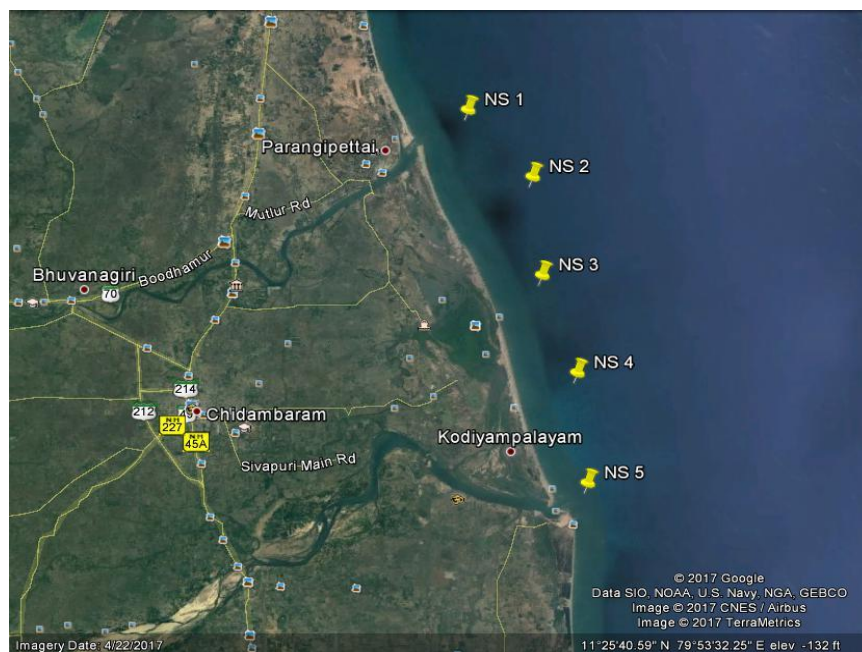 NS 1
Parangipettai
NS 2
Mutlur Rd
NS 3
Boodhamur
Bhuvanagiri
70
NS 4
214
212
Chidambaram
NH
227
NH
45A
Kodiyampalayam
Sivapuri Main Rd
NS 5
© 2017 Google
Data SIO, NOAA, U.S. Navy, NGA, GEBCO
Image © 2017 CNES / Airbus
Image © 2017 TerraMetrics
Imagery Date: 4/22/2017
11°25'40.59" N 79°53'32.25" E elev -132 ft